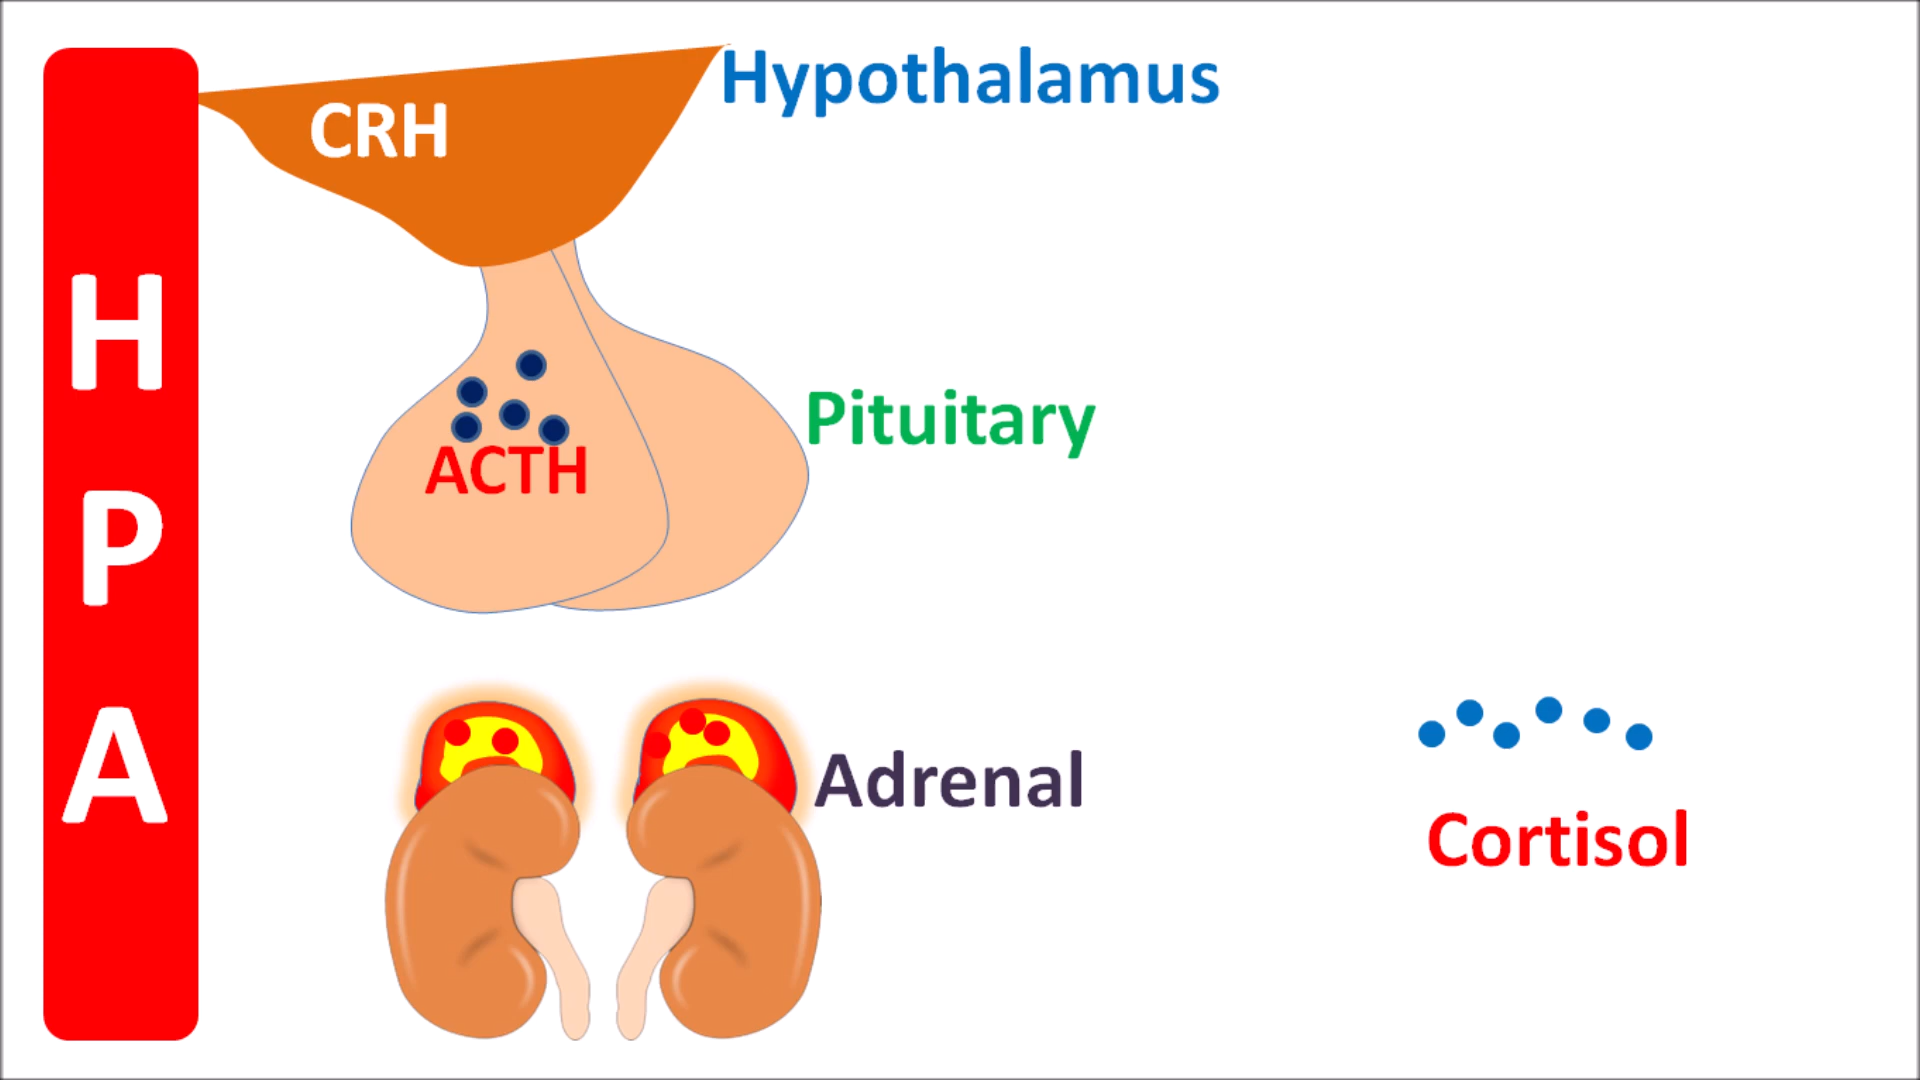 H
P
A
CRH
Hypothalamus
ACTH
Pituitary
Adrenal
Cortisol